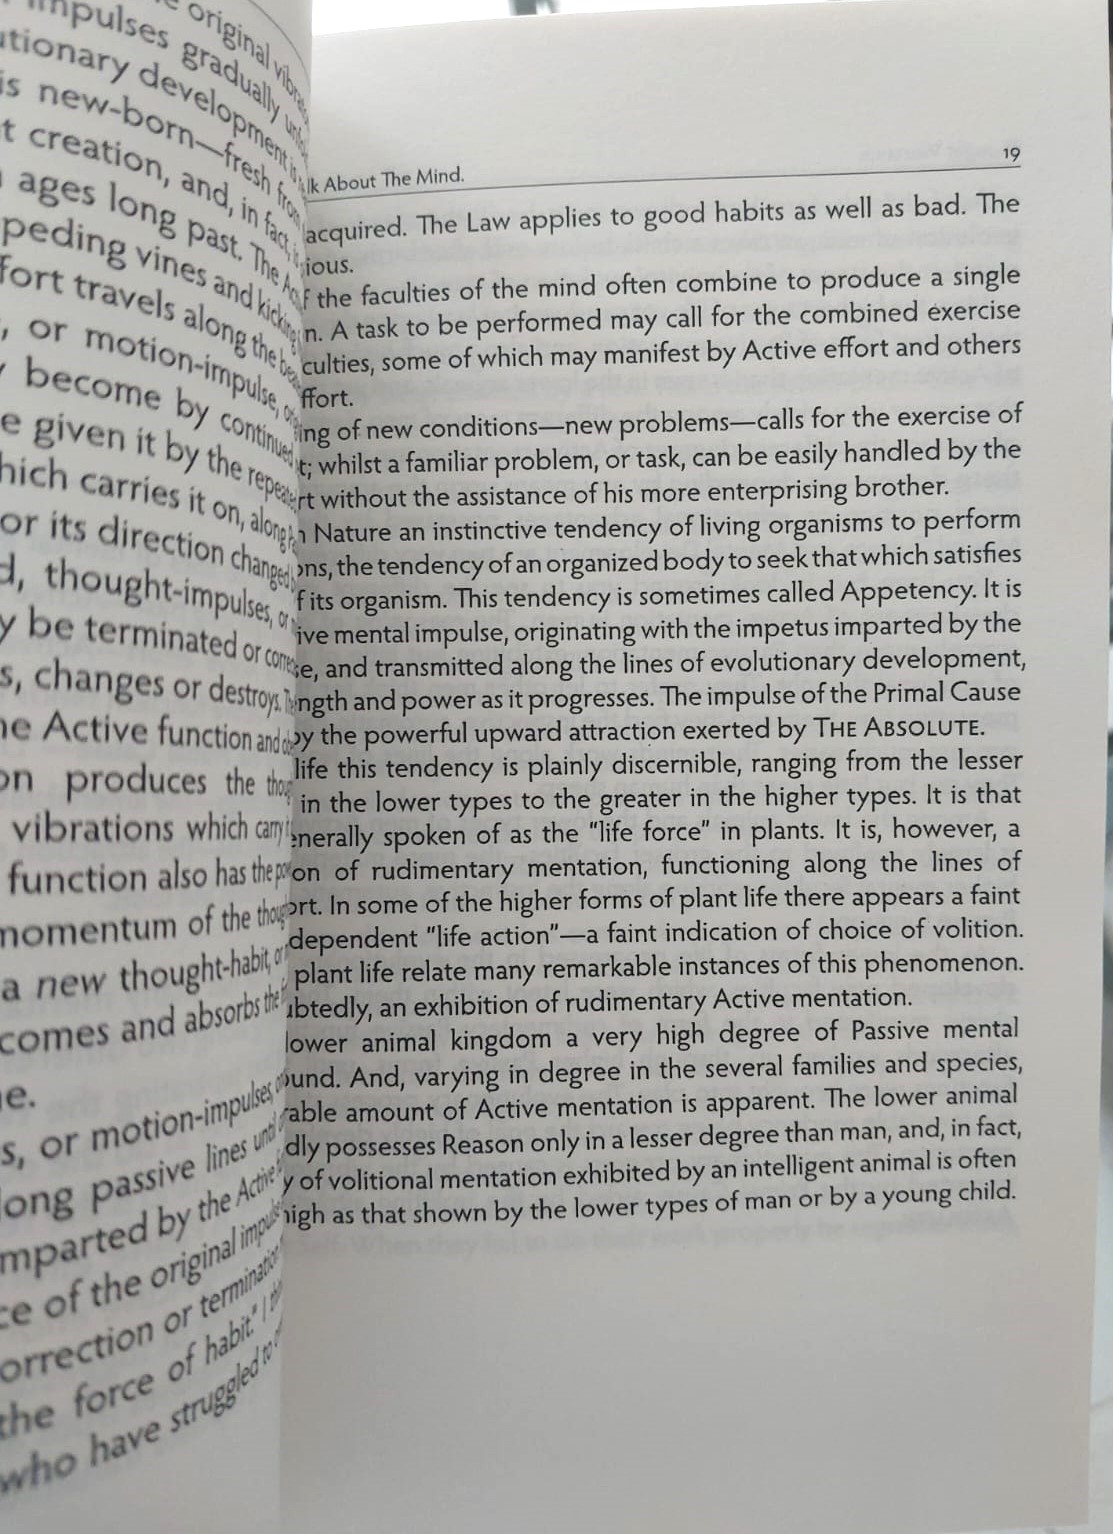 original
impulses gradually
development
is new-born—fresh from
t creation, and, in fact,
ages long past. The
vines and
fort travels along the
, or motion-impulse, or
become by continued
e given it by the
hich carries it on, along
or its direction changed
d, thought-impulses, or
y be terminated or
s, changes or destroys.
he Active function and
on produces the
vibrations which carry
function also has the
momentum of the
a new thought-habit, or
comes and absorbs the
e.
s, or motion-impulses,
long passive lines until
mparted by the Active
ce of the original
orrection or
the force of habit." I
who have struggled to
lk About The Mind.
19
acquired. The Law applies to good habits as well as bad. The
ious.
f the faculties of the mind often combine to produce a single
n. A task to be performed may call for the combined exercise
culties, some of which may manifest by Active effort and others
ffort.
ing of new conditions—new problems—calls for the exercise of
t; whilst a familiar problem, or task, can be easily handled by the
rt without the assistance of his more enterprising brother.
n Nature an instinctive tendency of living organisms to perform
ons, the tendency of an organized body to seek that which satisfies
f its organism. This tendency is sometimes called Appetency. It is
ive mental impulse, originating with the impetus imparted by the
e, and transmitted along the lines of evolutionary development,
ngth and power as it progresses. The impulse of the Primal Cause
by the powerful upward attraction exerted by THE ABSOLUTE.
life this tendency is plainly discernible, ranging from the lesser
in the lower types to the greater in the higher types. It is that
enerally spoken of as the "life force" in plants. It is, however, a
on of rudimentary mentation, functioning along the lines of
ort. In some of the higher forms of plant life there appears a faint
dependent "life action"—a faint indication of choice of volition.
plant life relate many remarkable instances of this phenomenon.
ubtedly, an exhibition of rudimentary Active mentation.
lower animal kingdom a very high degree of Passive mental
ound. And, varying in degree in the several families and species,
rable amount of Active mentation is apparent. The lower animal
dly possesses Reason only in a lesser degree than man, and, in fact,
y of volitional mentation exhibited by an intelligent animal is often
high as that shown by the lower types of man or by a young child.